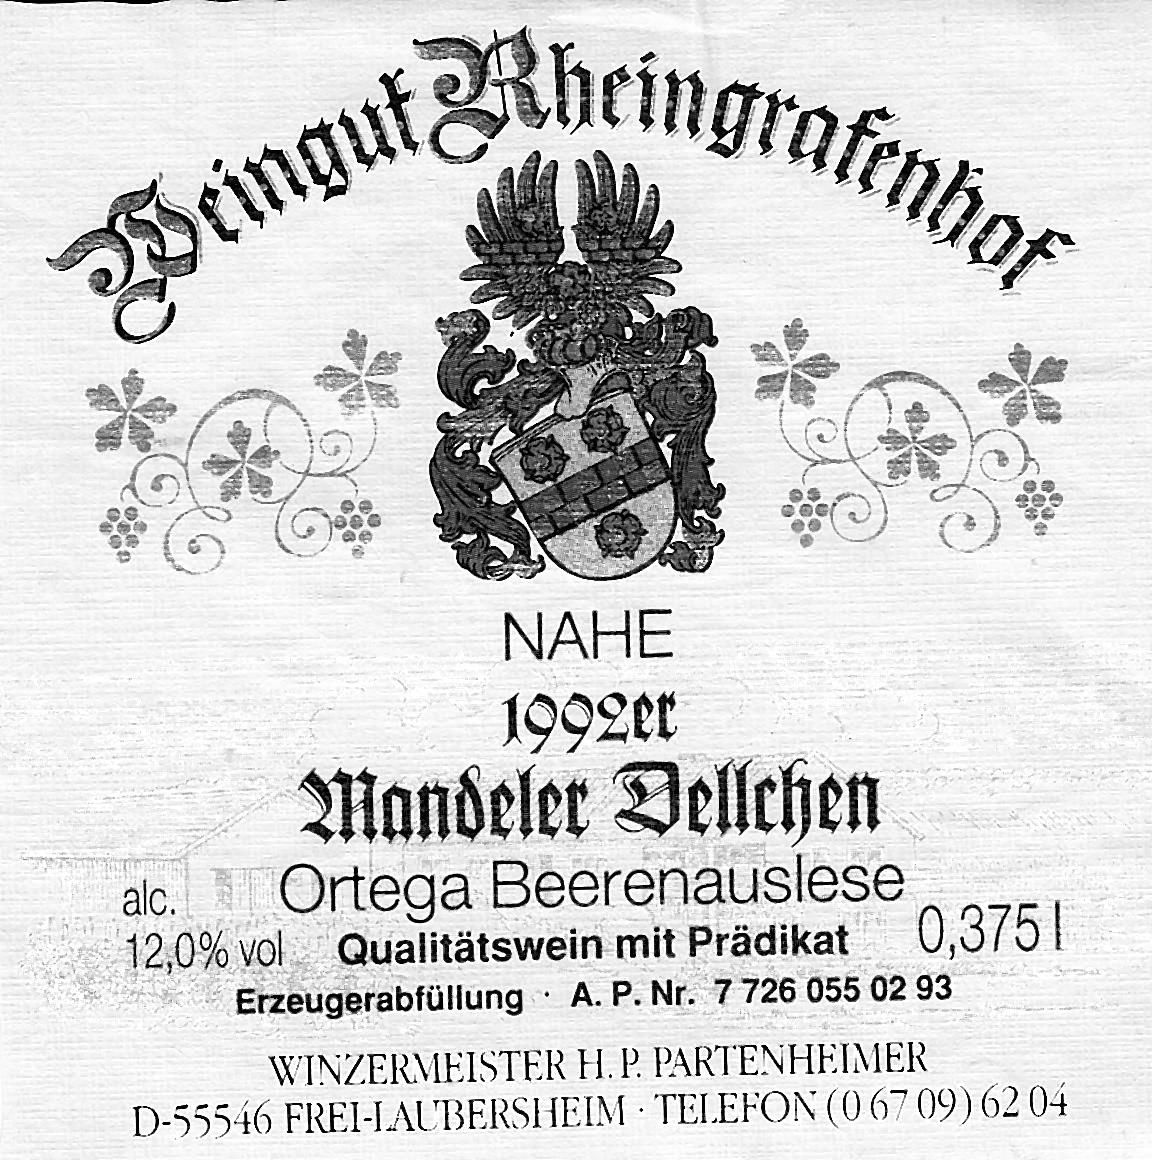 Weingut Rheingrafenhof
NAHE
1992er
Mandeler Dellchen
Ortega Beerenauslese
alc.
12,0% vol
Qualitätswein mit Prädikat
0,375 l
Erzeugerabfüllung · A. P. Nr. 7 726 055 02 93
WINZERMEISTER H. P. PARTENHEIMER
D-55546 FREI-LAUBERSHEIM · TELEFON (0 67 09) 62 04